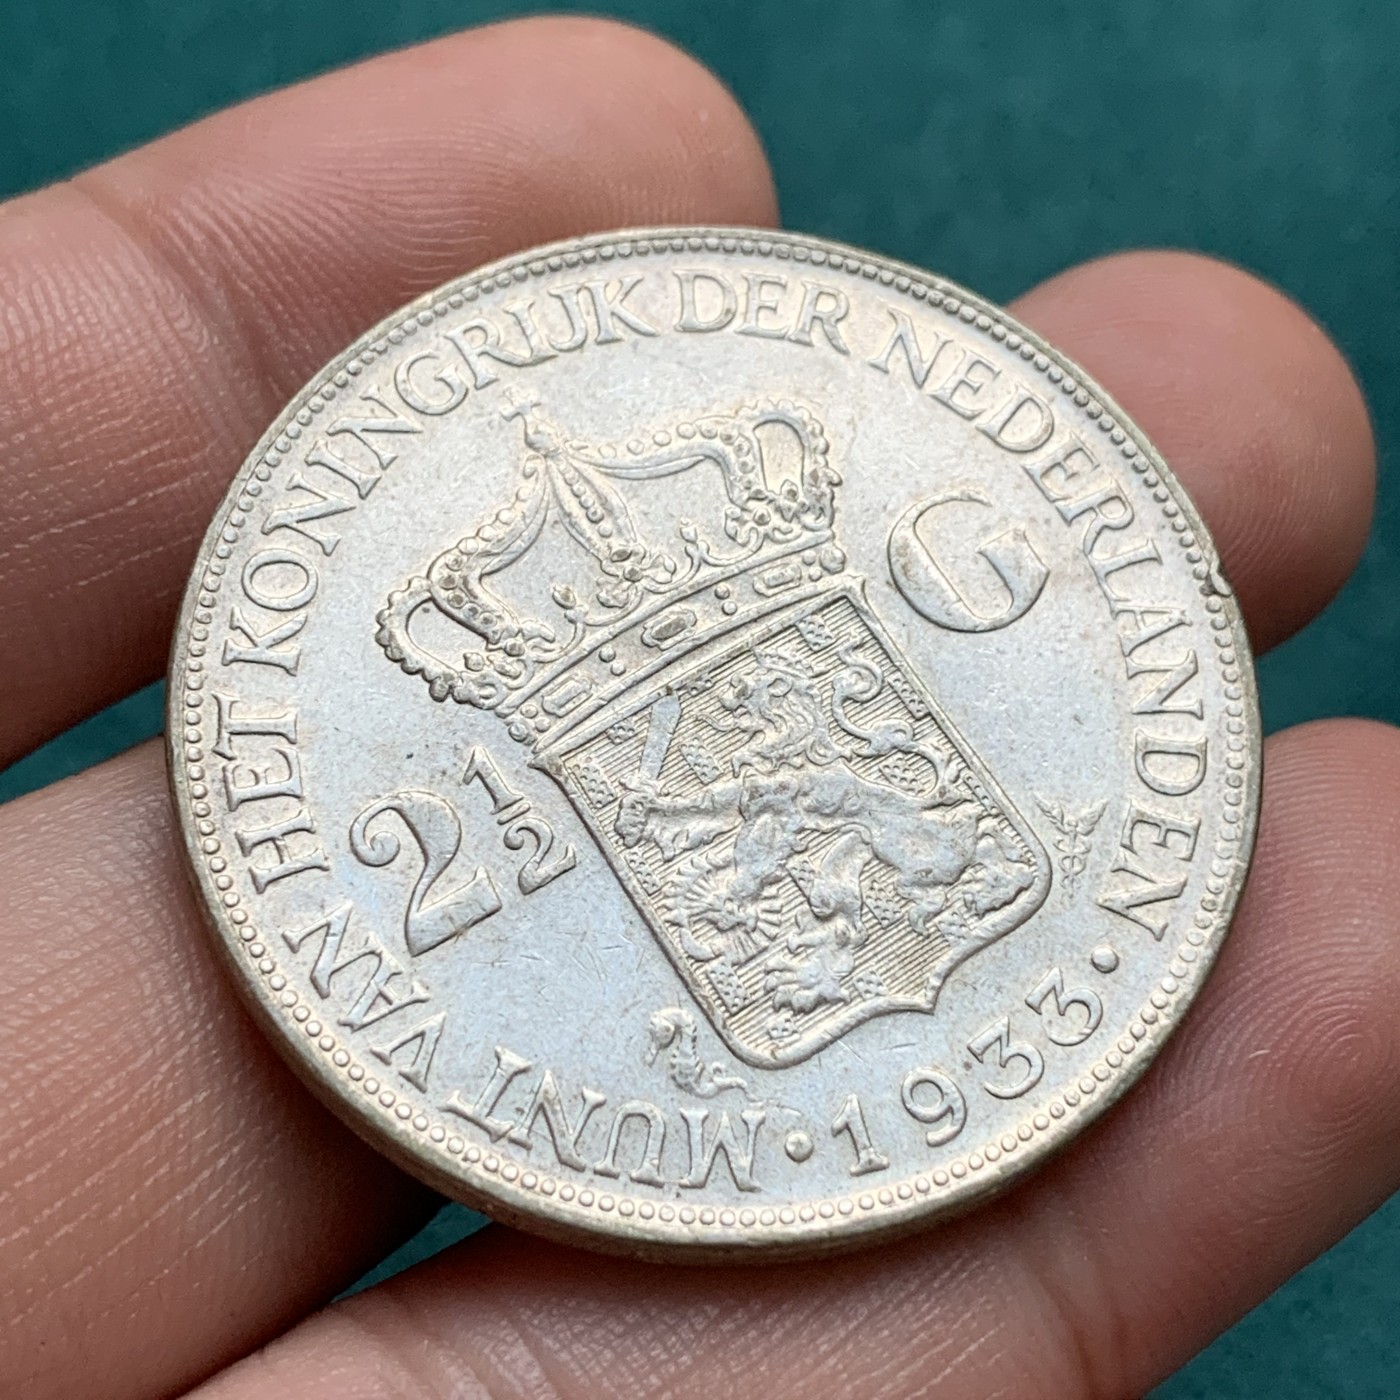 MUNT VAN HET KONINGRIJK DER NEDERLANDEN · 1933 ·
2 1/2 G